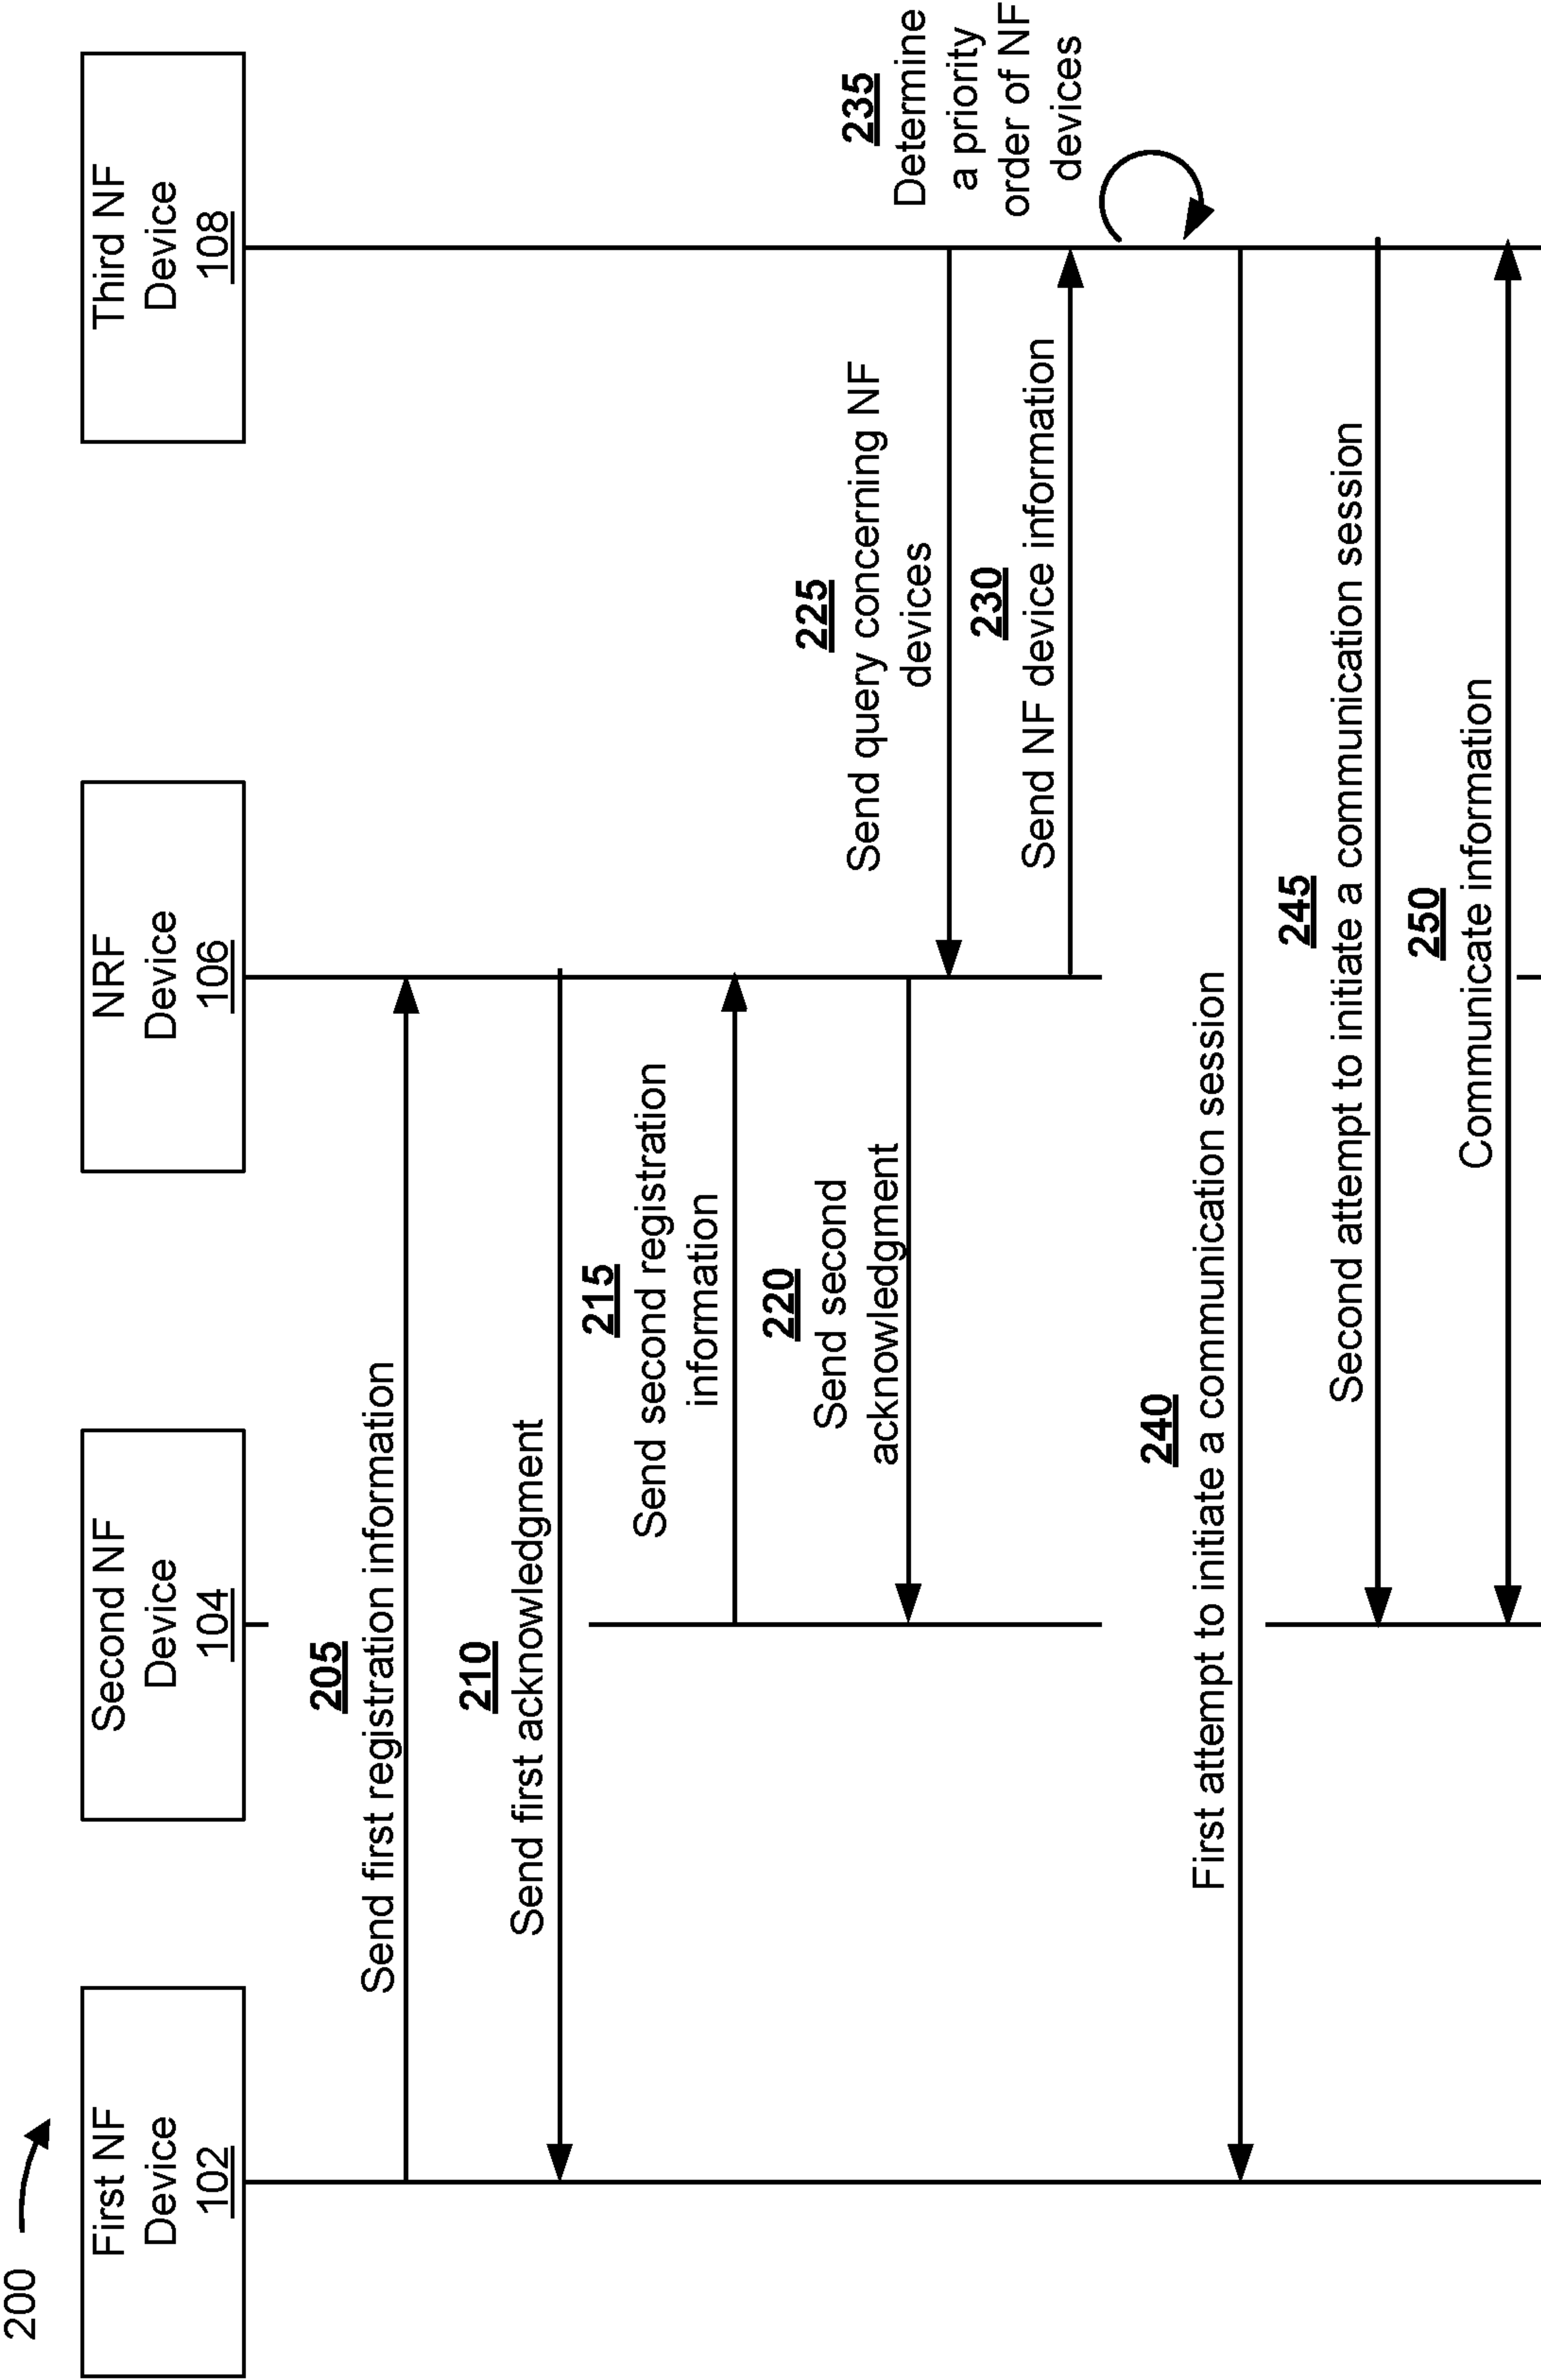 200
First NF
Device
102
Second NF
Device
104
NRF
Device
106
Third NF
Device
108
205
Send first registration information
210
Send first acknowledgment
215
Send second registration
information
220
Send second
acknowledgment
225
Send query concerning NF
devices
230
Send NF device information
235
Determine
a priority
order of NF
devices
240
First attempt to initiate a communication session
245
Second attempt to initiate a communication session
250
Communicate information